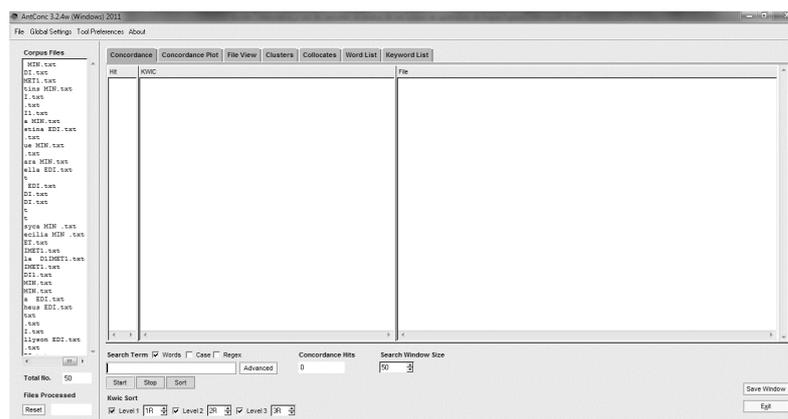 AntConc 3.2.4w (Windows) 2011
File Global Settings Tool Preferences About
Corpus Files
MIN.txt
DI.txt
MET1.txt
tins MIN.txt
I.txt
.txt
I1.txt
a MIN.txt
stina EDI.txt
.txt
ue MIN.txt
.txt
ara MIN.txt
ella EDI.txt
t
EDI.txt
DI.txt
DI.txt
t
t
syca MIN .txt
ecilia MIN .txt
ET.txt
IMET1.txt
la D1IMET1.txt
IMET1.txt
DI1.txt
MIN.txt
MIN.txt
a EDI.txt
heus EDI.txt
txt
.txt
I.txt
llyson EDI.txt
.txt
Total No. 50
Files Processed
Reset
Concordance Concordance Plot File View Clusters Collocates Word List Keyword List
Hit KWIC File
Search Term Words Case Regex Concordance Hits Search Window Size
Advanced 0 50
Start Stop Sort
Kwic Sort
Level 1 1R Level 2 2R Level 3 3R
Save Window
Exit